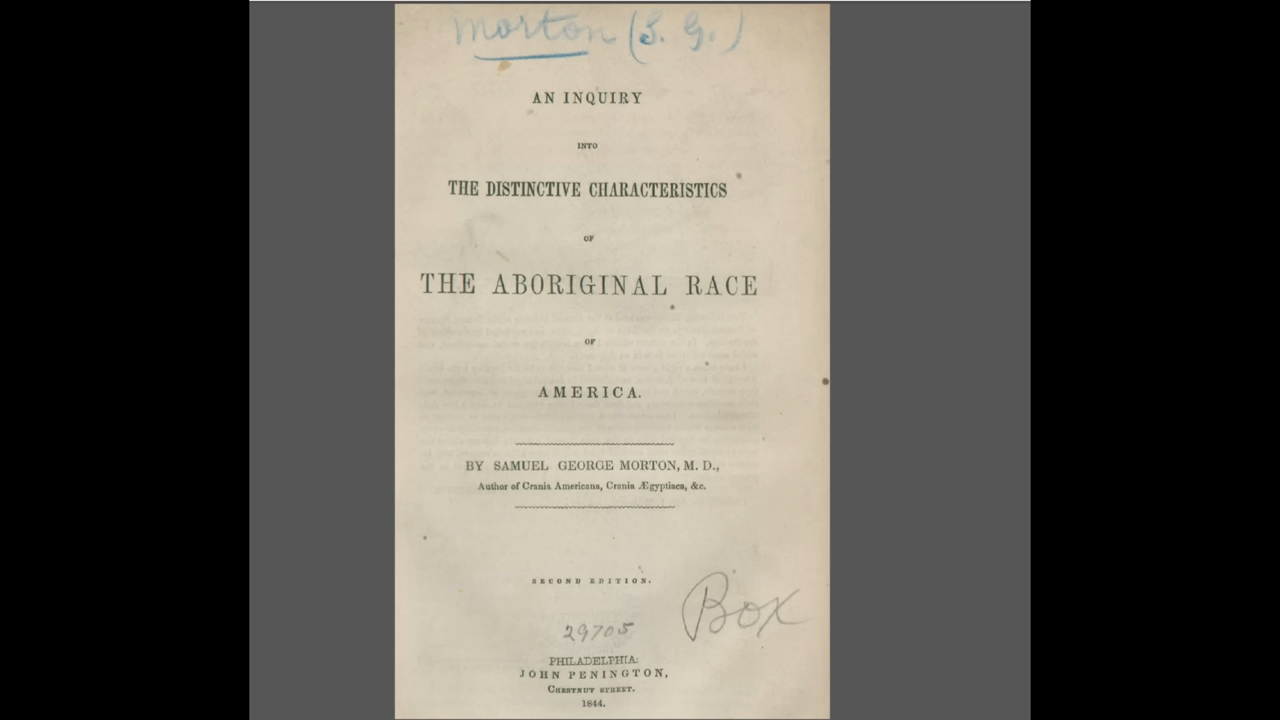 Morton (S. G.)
AN INQUIRY
INTO
THE DISTINCTIVE CHARACTERISTICS
OF
THE ABORIGINAL RACE
OF
AMERICA.
BY SAMUEL GEORGE MORTON, M. D.,
Author of Crania Americana, Crania Ægyptiaca, &c.
SECOND EDITION.
Box
29705
PHILADELPHIA:
JOHN PENINGTON,
CHESTNUT STREET.
1844.